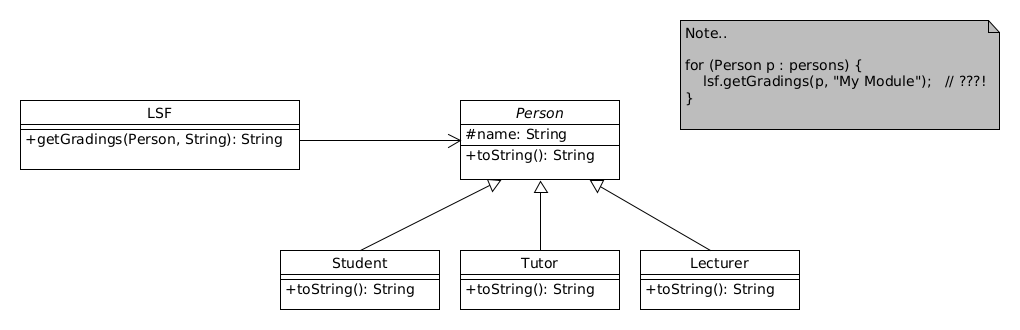 Note..
for (Person p : persons) {
lsf.getGradings(p, "My Module");   // ???!
}
LSF
+getGradings(Person, String): String
Person
#name: String
+toString(): String
Student
+toString(): String
Tutor
+toString(): String
Lecturer
+toString(): String